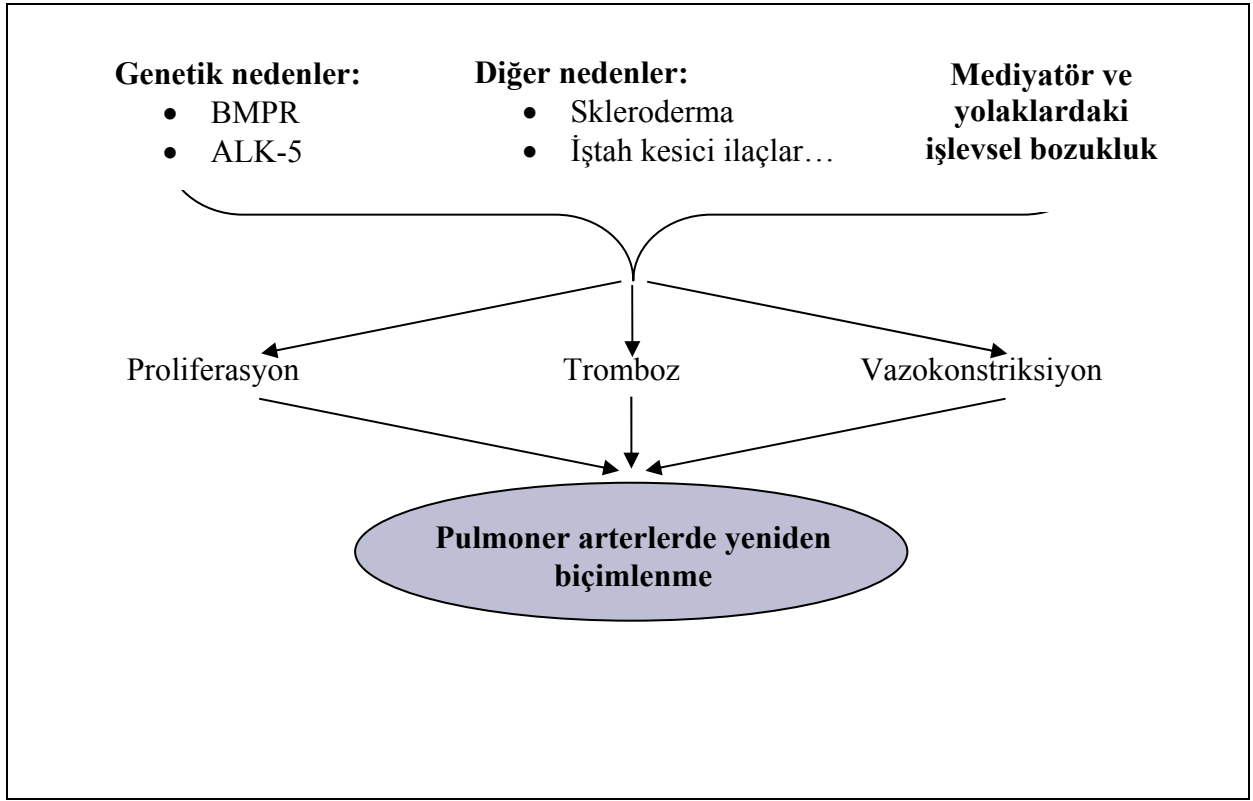 Genetik nedenler:
• BMPR
• ALK-5
Diğer nedenler:
• Skleroderma
• İştah kesici ilaçlar…
Mediyatör ve
yolaklardaki
işlevsel bozukluk
Proliferasyon
Tromboz
Vazokonstriksiyon
Pulmoner arterlerde yeniden
biçimlenme